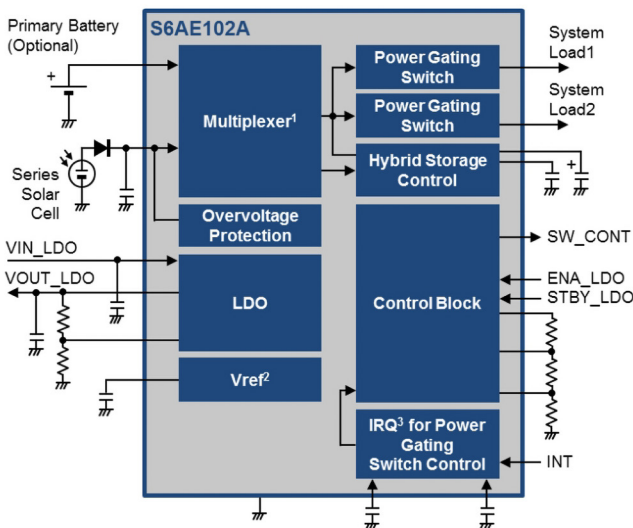 S6AE102A
Primary Battery
(Optional)
+
Multiplexer¹
Power Gating
Switch
System
Load1
Power Gating
Switch
System
Load2
Hybrid Storage
Control
+
Series
Solar
Cell
Overvoltage
Protection
VIN_LDO
VOUT_LDO
LDO
Control Block
SW_CONT
ENA_LDO
STBY_LDO
Vref²
IRQ³ for Power
Gating
Switch Control
INT